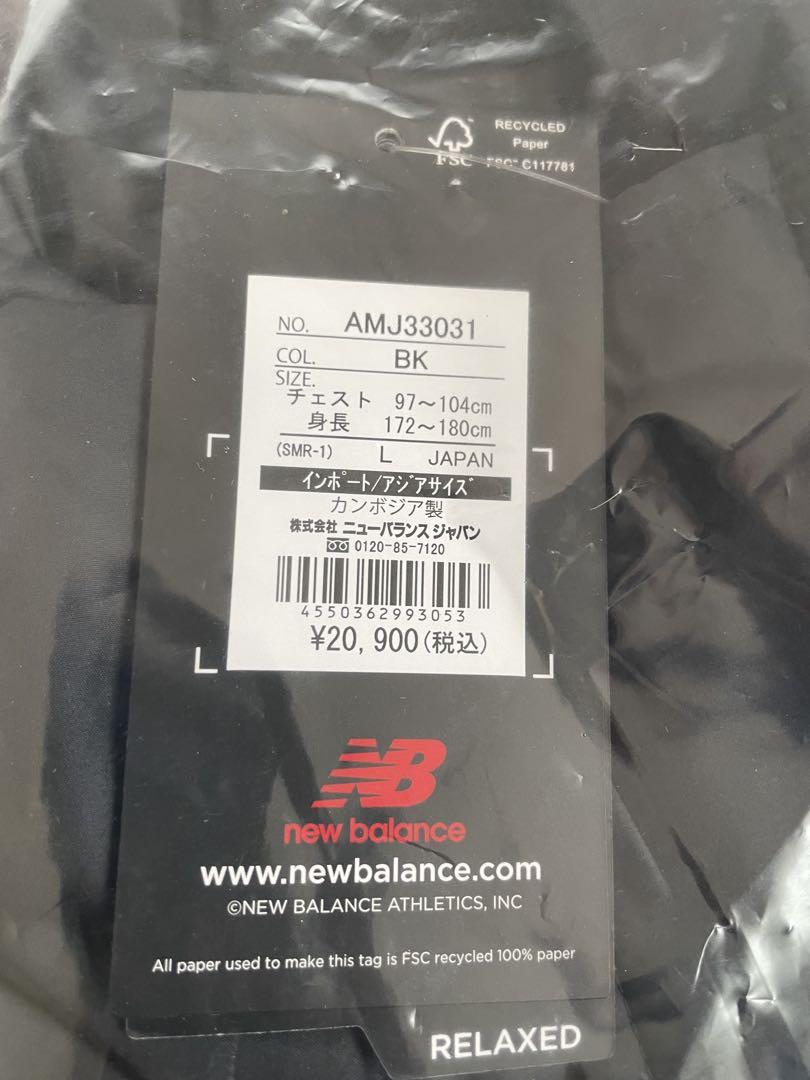 RECYCLED
Paper
FSC
FSC™ C117781
NO. AMJ33031
COL. BK
SIZE.
チェスト 97〜104cm
身長 172〜180cm
(SMR-1) L JAPAN
インポート/アジアサイズ
カンボジア製
株式会社 ニューバランス ジャパン
0120-85-7120
4550362993053
¥20,900(税込)
NB
new balance
www.newbalance.com
©NEW BALANCE ATHLETICS, INC
All paper used to make this tag is FSC recycled 100% paper
RELAXED